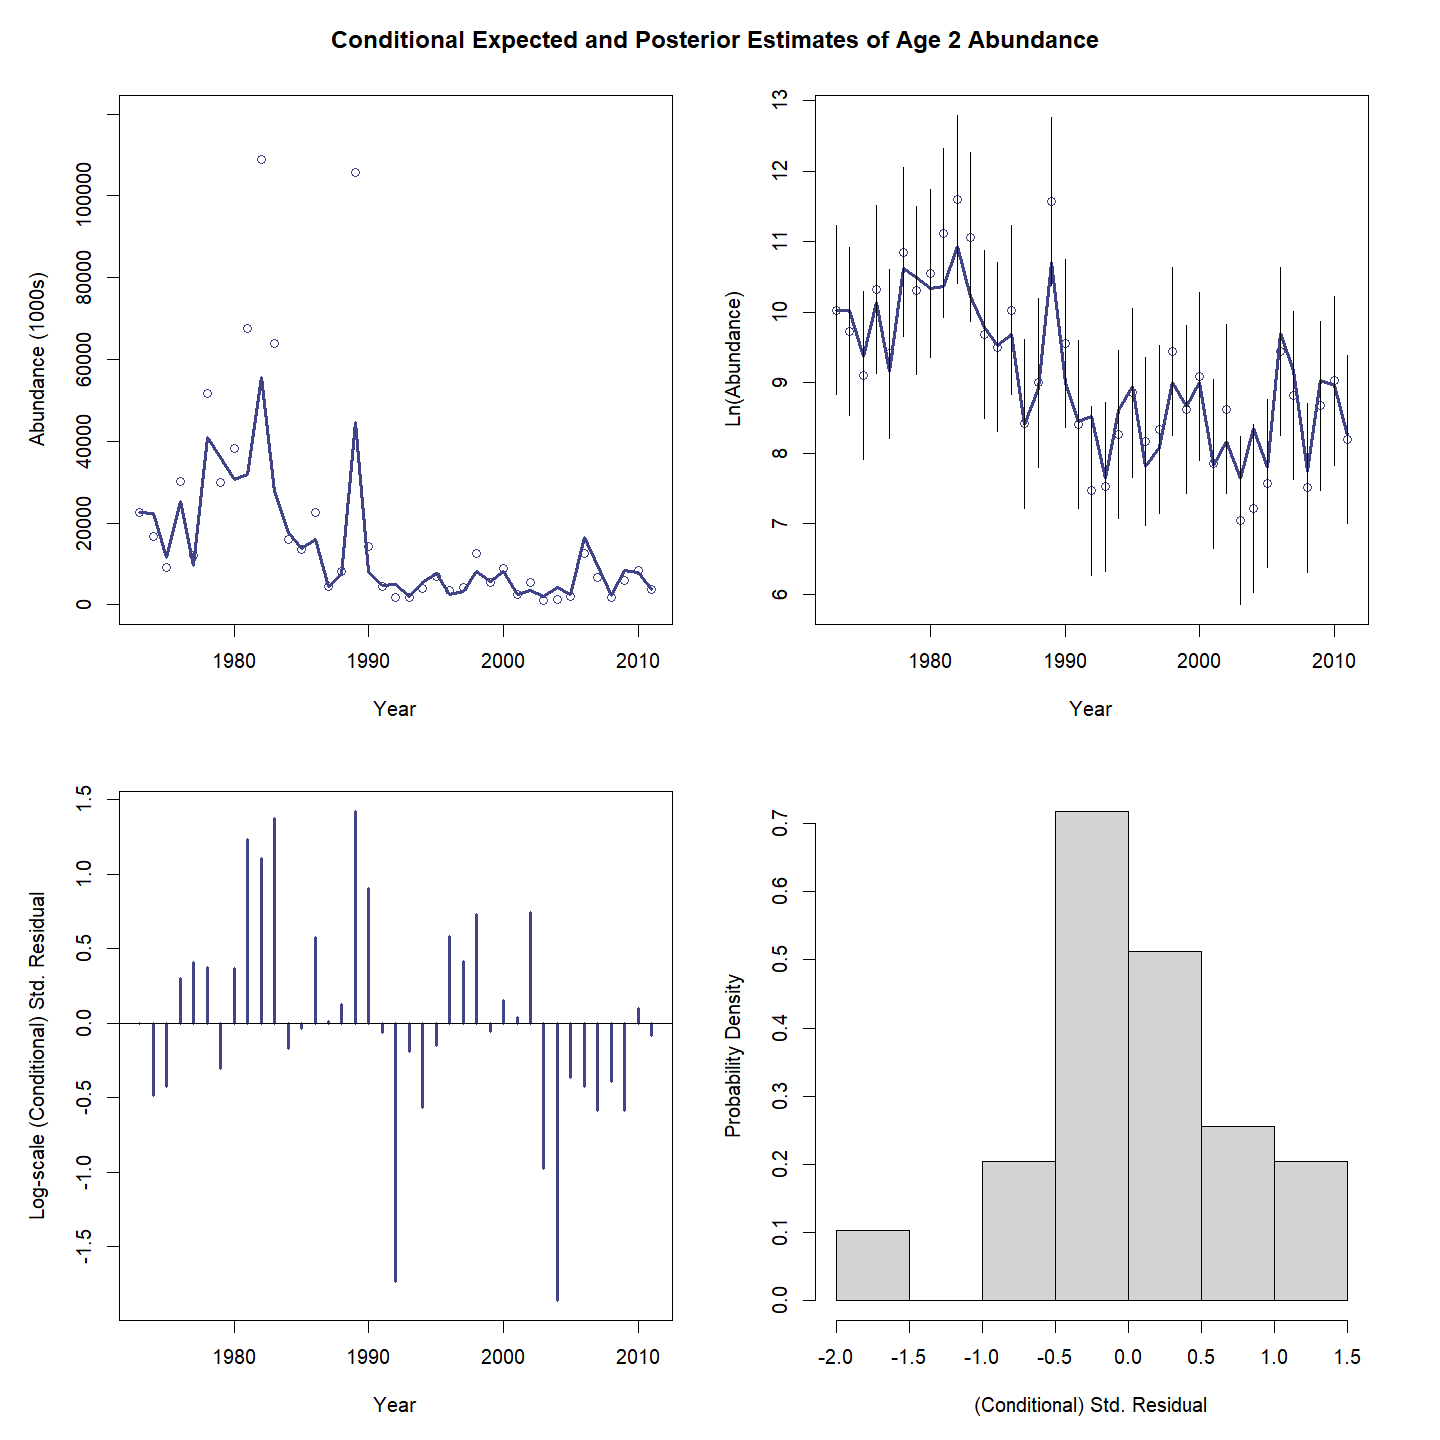 Conditional Expected and Posterior Estimates of Age 2 Abundance
Abundance (1000s)
0 20000 40000 60000 80000 100000
1980 1990 2000 2010
Year
Ln(Abundance)
6 7 8 9 10 11 12 13
1980 1990 2000 2010
Year
Log-scale (Conditional) Std. Residual
-1.5 -1.0 -0.5 0.0 0.5 1.0 1.5
1980 1990 2000 2010
Year
Probability Density
0.0 0.1 0.2 0.3 0.4 0.5 0.6 0.7
-2.0 -1.5 -1.0 -0.5 0.0 0.5 1.0 1.5
(Conditional) Std. Residual